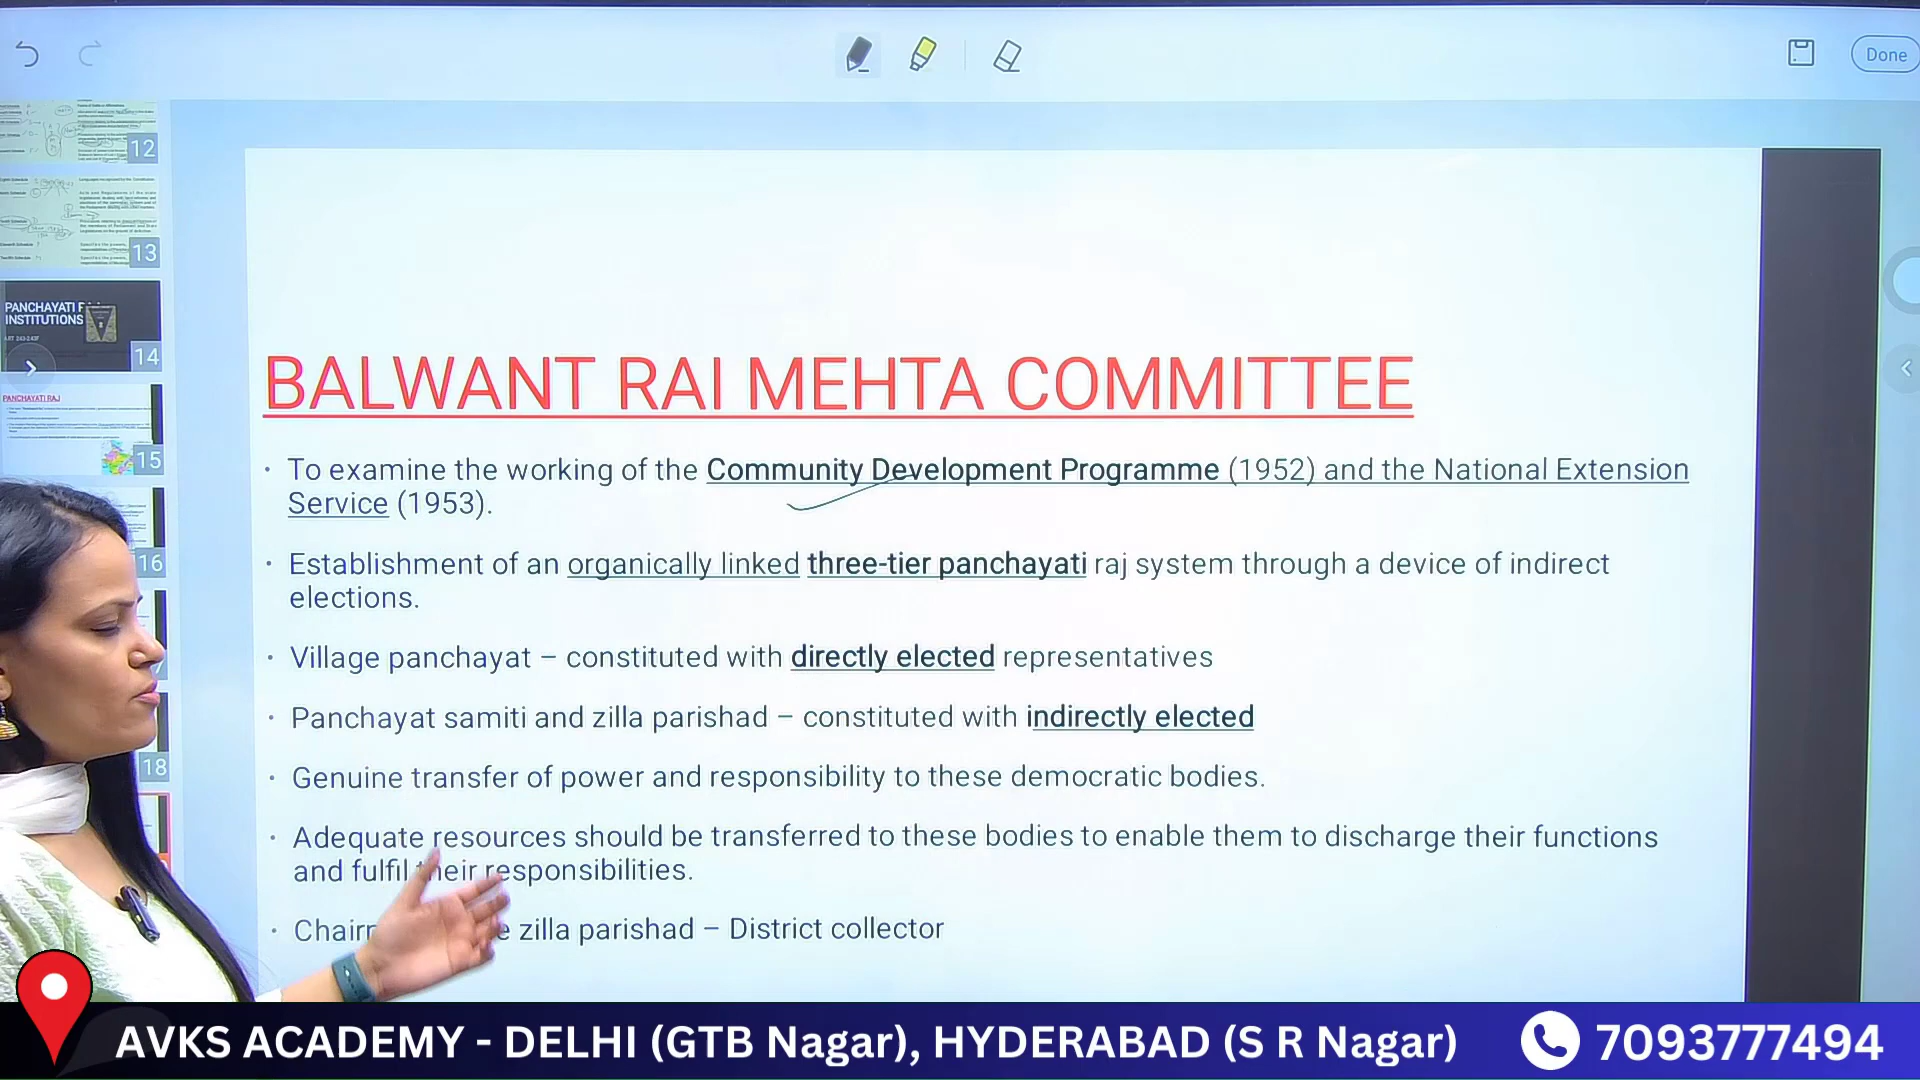 Done
12
13
PANCHAYATI R
INSTITUTIONS
14
PANCHAYATI RAJ
15
16
18
BALWANT RAI MEHTA COMMITTEE
• To examine the working of the Community Development Programme (1952) and the National Extension
Service (1953).
• Establishment of an organically linked three-tier panchayati raj system through a device of indirect
elections.
• Village panchayat – constituted with directly elected representatives
• Panchayat samiti and zilla parishad – constituted with indirectly elected
• Genuine transfer of power and responsibility to these democratic bodies.
• Adequate resources should be transferred to these bodies to enable them to discharge their functions
and fulfil their responsibilities.
• zilla parishad – District collector
AVKS ACADEMY - DELHI (GTB Nagar), HYDERABAD (S R Nagar)
7093777494